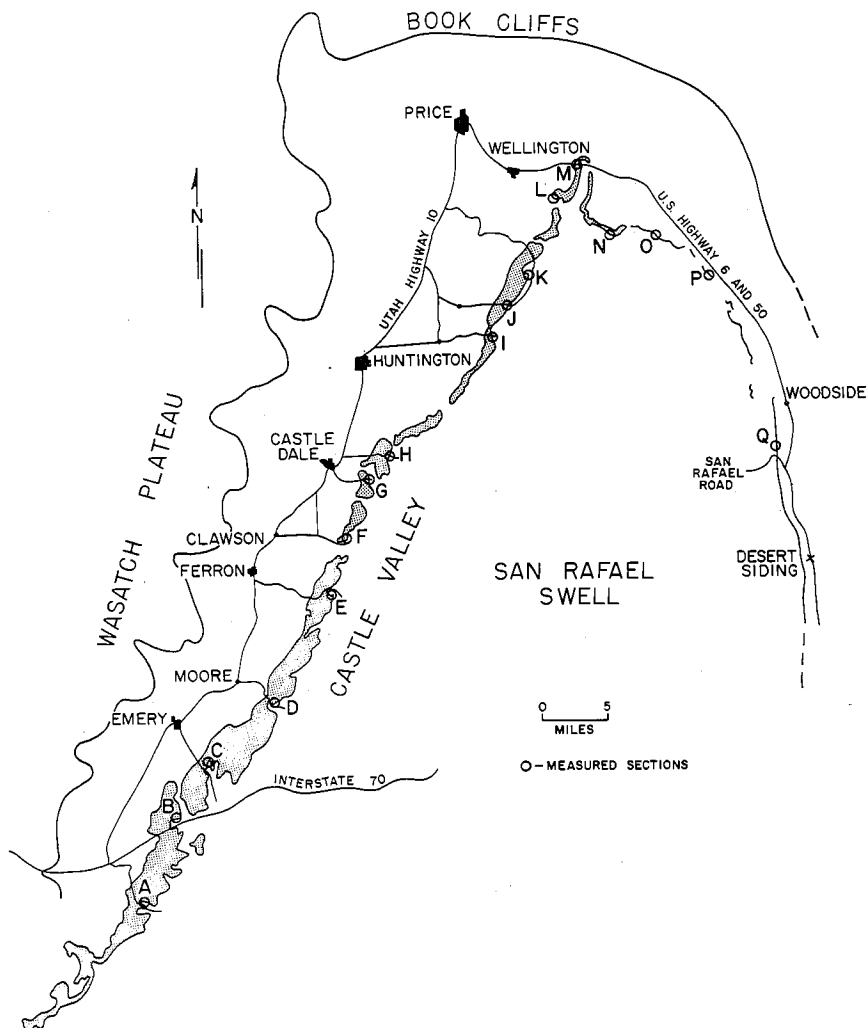 BOOK CLIFFS
PRICE
WELLINGTON
M
L
N
UTAH HIGHWAY 10
U.S. HIGHWAY 6 AND 50
N
O
P
K
J
I
HUNTINGTON
WOODSIDE
WASATCH PLATEAU
CASTLE
DALE
H
G
Q
SAN
RAFAEL
ROAD
CLAWSON
F
CASTLE VALLEY
FERRON
E
SAN RAFAEL
SWELL
DESERT
SIDING
MOORE
D
EMERY
0 5
MILES
C
O-MEASURED SECTIONS
INTERSTATE 70
B
A